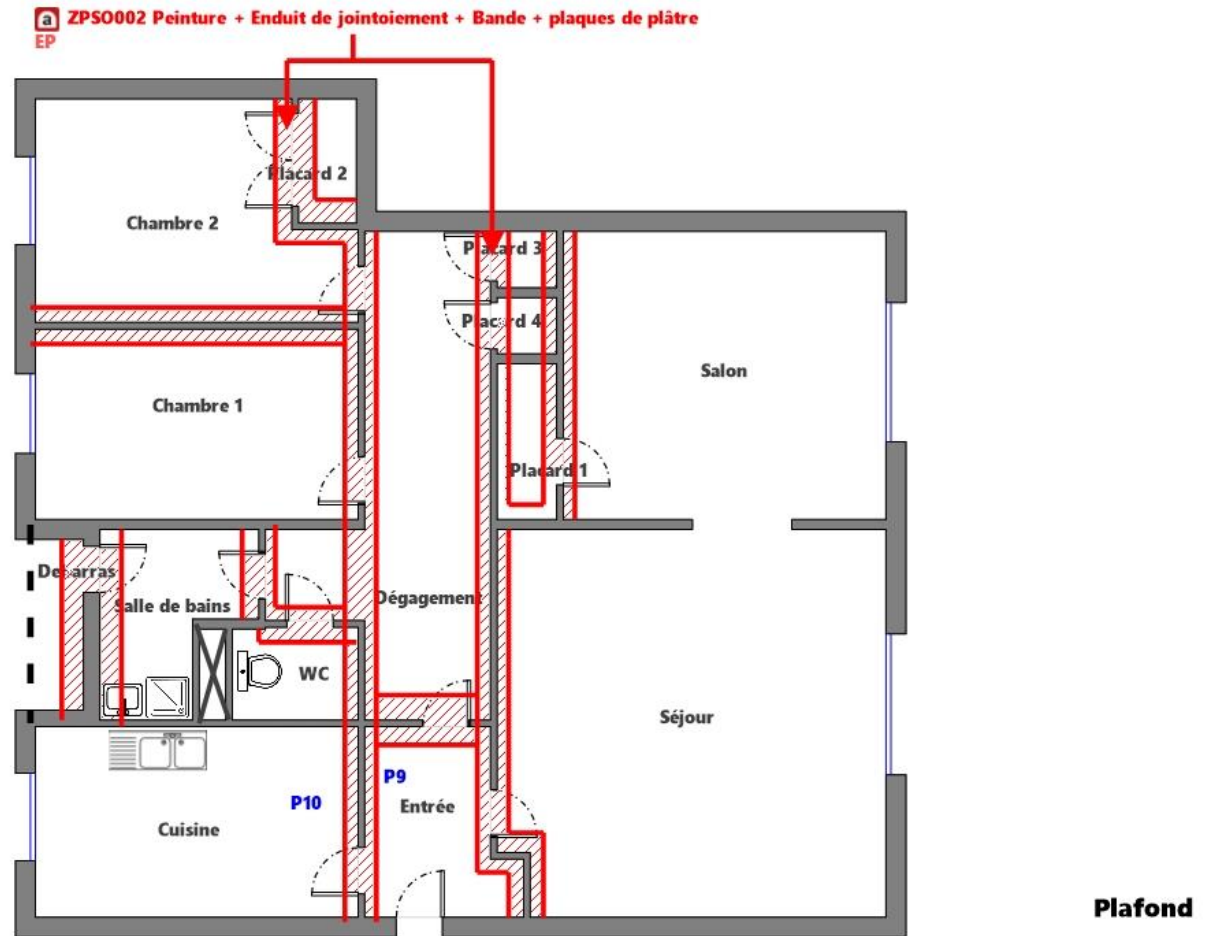 a ZPSO002 Peinture + Enduit de jointoiement + Bande + plaques de plâtre
EP
Placard 2
Chambre 2
Placard 3
Placard 4
Salon
Chambre 1
Placard 1
Débarras
Salle de bains
Dégagement
WC
Séjour
P9
P10
Entrée
Cuisine
Plafond